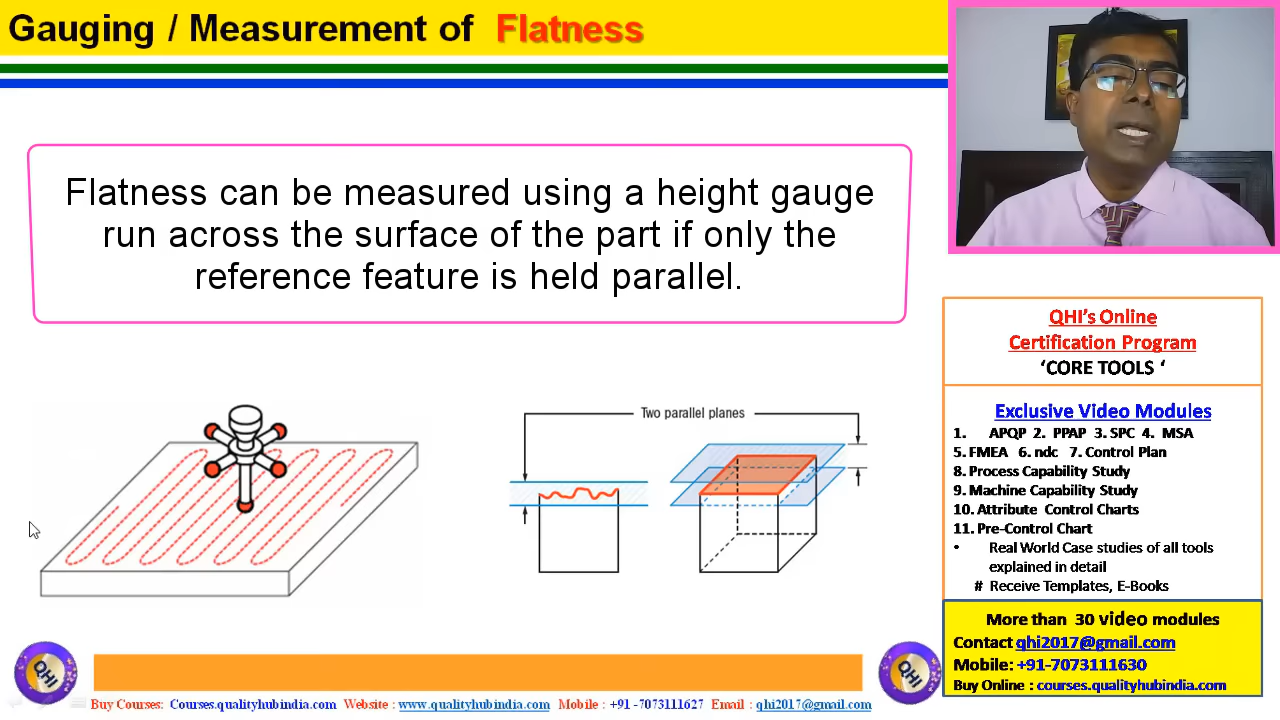 Gauging / Measurement of Flatness
Flatness can be measured using a height gauge
run across the surface of the part if only the
reference feature is held parallel.
Two parallel planes
QHI's Online
Certification Program
‘CORE TOOLS ‘
Exclusive Video Modules
1. APQP 2. PPAP 3. SPC 4. MSA
5. FMEA 6. ndc 7. Control Plan
8. Process Capability Study
9. Machine Capability Study
10. Attribute Control Charts
11. Pre-Control Chart
• Real World Case studies of all tools
explained in detail
# Receive Templates, E-Books
More than 30 video modules
Contact qhi2017@gmail.com
Mobile: +91-7073111630
Buy Online : courses.qualityhubindia.com
QHI
QHI
Buy Courses: Courses.qualityhubindia.com Website : www.qualityhubindia.com Mobile : +91 -7073111627 Email : qhi2017@gmail.com